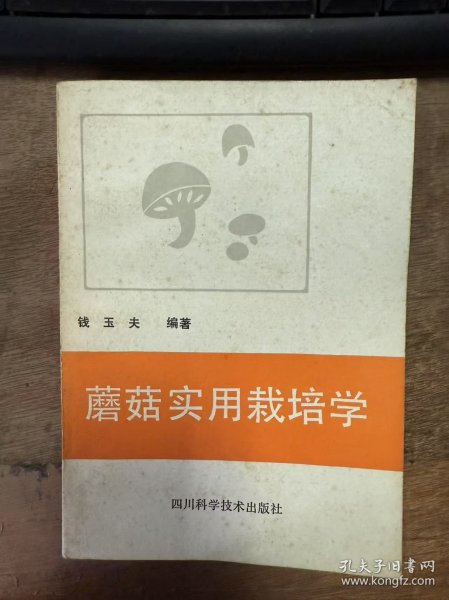 钱玉夫 编著
蘑菇实用栽培学
四川科学技术出版社
孔夫子旧书网
www.kongfz.com